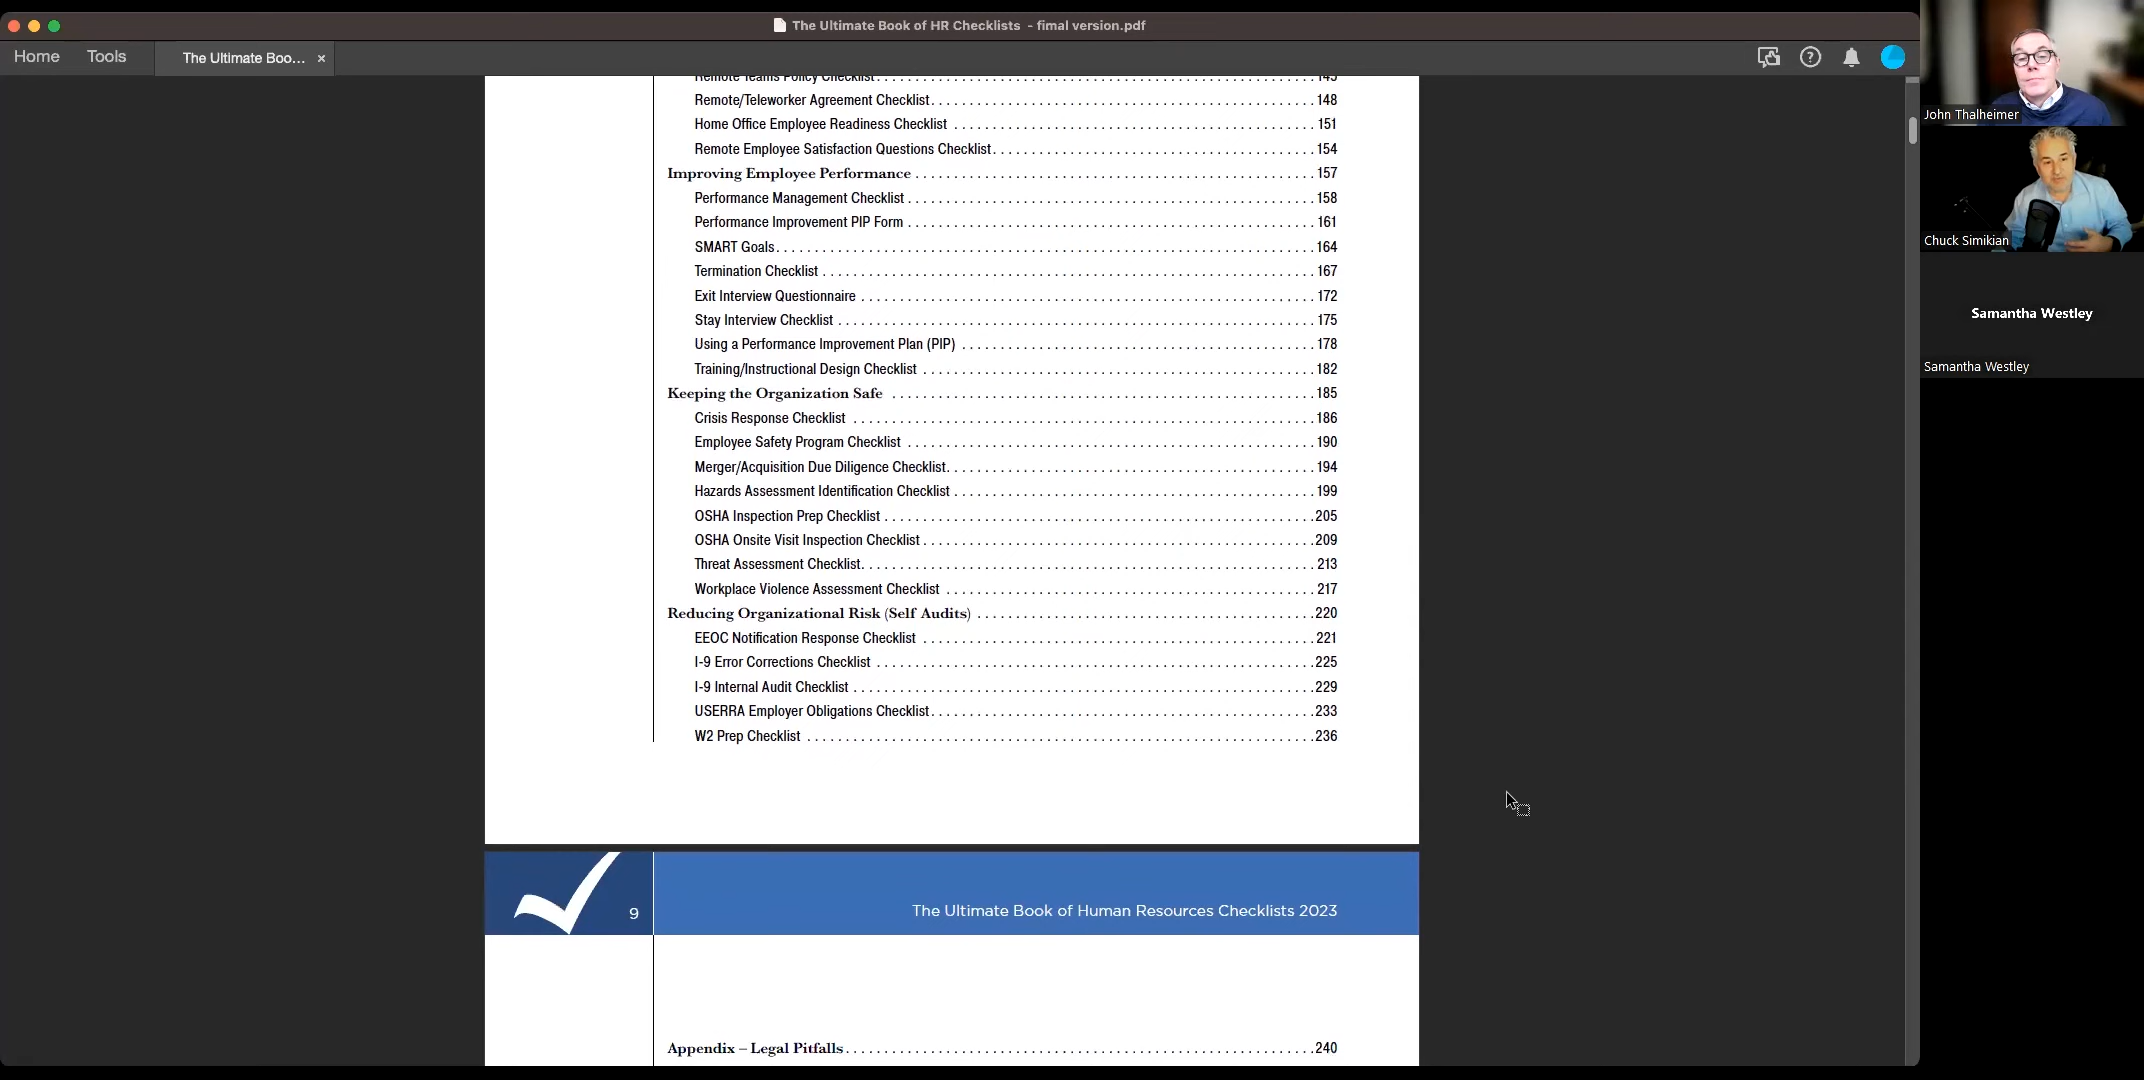 The Ultimate Book of HR Checklists - fimal version.pdf
Home
Tools
The Ultimate Boo... ×
Remote Teams Policy Checklist. 145
Remote/Teleworker Agreement Checklist. 148
Home Office Employee Readiness Checklist 151
Remote Employee Satisfaction Questions Checklist. 154
Improving Employee Performance 157
Performance Management Checklist 158
Performance Improvement PIP Form 161
SMART Goals. 164
Termination Checklist 167
Exit Interview Questionnaire 172
Stay Interview Checklist 175
Using a Performance Improvement Plan (PIP) 178
Training/Instructional Design Checklist 182
Keeping the Organization Safe 185
Crisis Response Checklist 186
Employee Safety Program Checklist 190
Merger/Acquisition Due Diligence Checklist. 194
Hazards Assessment Identification Checklist 199
OSHA Inspection Prep Checklist 205
OSHA Onsite Visit Inspection Checklist 209
Threat Assessment Checklist. 213
Workplace Violence Assessment Checklist 217
Reducing Organizational Risk (Self Audits) 220
EEOC Notification Response Checklist 221
I-9 Error Corrections Checklist 225
I-9 Internal Audit Checklist 229
USERRA Employer Obligations Checklist. 233
W2 Prep Checklist 236
9
The Ultimate Book of Human Resources Checklists 2023
Appendix – Legal Pitfalls 240
John Thalheimer
Chuck Simikian
Samantha Westley
Samantha Westley